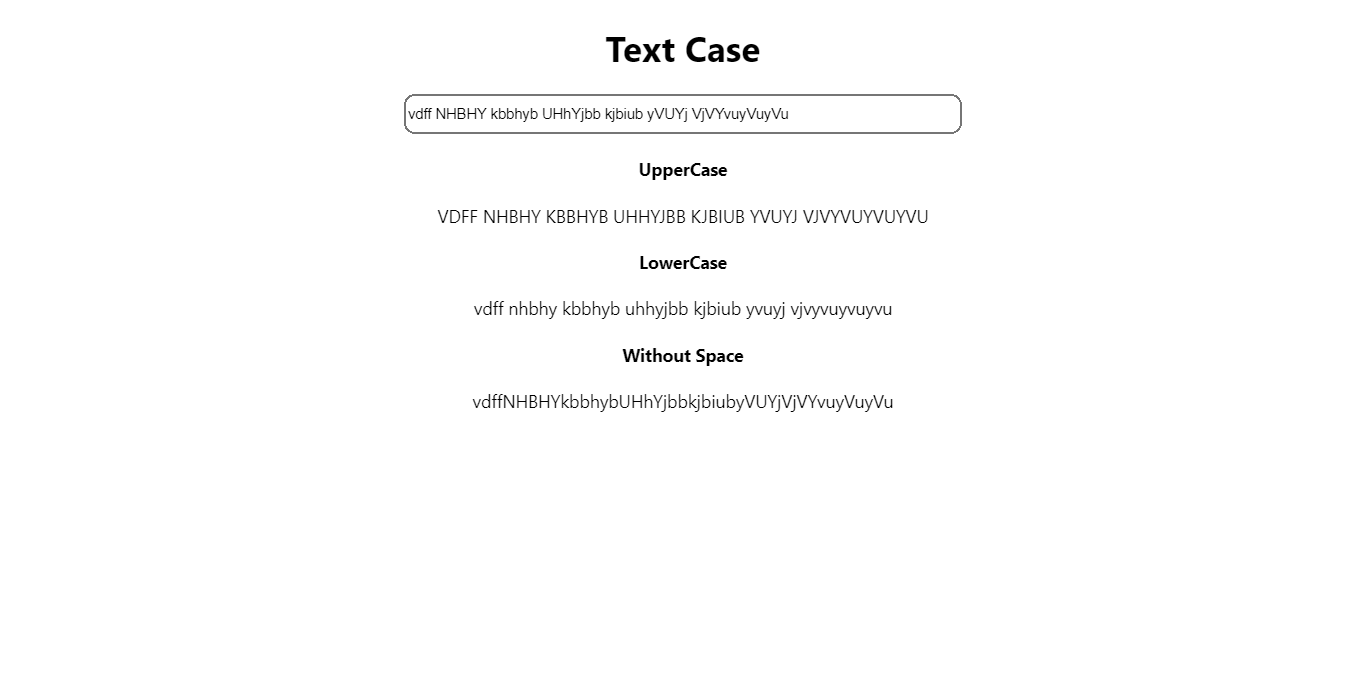 Text Case
vdff NHBHY kbbhyb UHhYjbb kjbiub yVUYj VjVYvuyVuyVu
UpperCase
VDFF NHBHY KBBHYB UHHYJBB KJBIUB YVUYJ VJVYVUYVUYVU
LowerCase
vdff nhbhy kbbhyb uhhyjbb kjbiub yvuyj vjvyvuyvuyvu
Without Space
vdffNHBHYkbbhybUHhYjbbkjbiubyVUYjVjVYvuyVuyVu